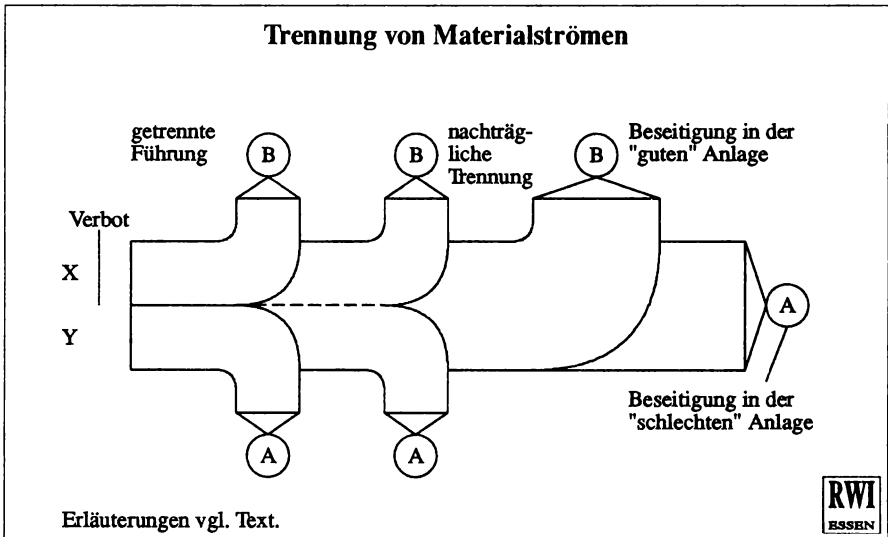 Trennung von Materialströmen
getrennte
Führung
B
B
nachträg-
liche
Trennung
B
Beseitigung in der
"guten" Anlage
Verbot
X
Y
A
Beseitigung in der
"schlechten" Anlage
A
A
Erläuterungen vgl. Text.
RWI
ESSEN